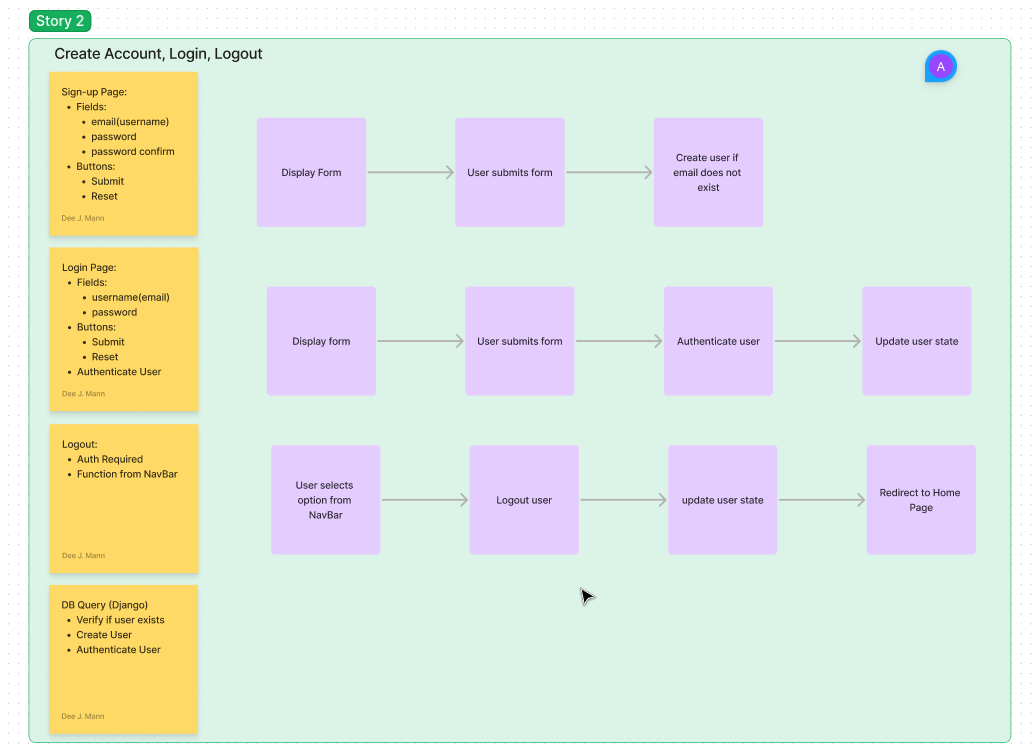 Story 2
Create Account, Login, Logout
A
Sign-up Page:
• Fields:
• email(username)
• password
• password confirm
• Buttons:
• Submit
• Reset
Dee J. Mann
Display Form
User submits form
Create user if
email does not
exist
Login Page:
• Fields:
• username(email)
• password
• Buttons:
• Submit
• Reset
• Authenticate User
Dee J. Mann
Display form
User submits form
Authenticate user
Update user state
Logout:
• Auth Required
• Function from NavBar
Dee J. Mann
User selects
option from
NavBar
Logout user
update user state
Redirect to Home
Page
DB Query (Django)
• Verify if user exists
• Create User
• Authenticate User
Dee J. Mann